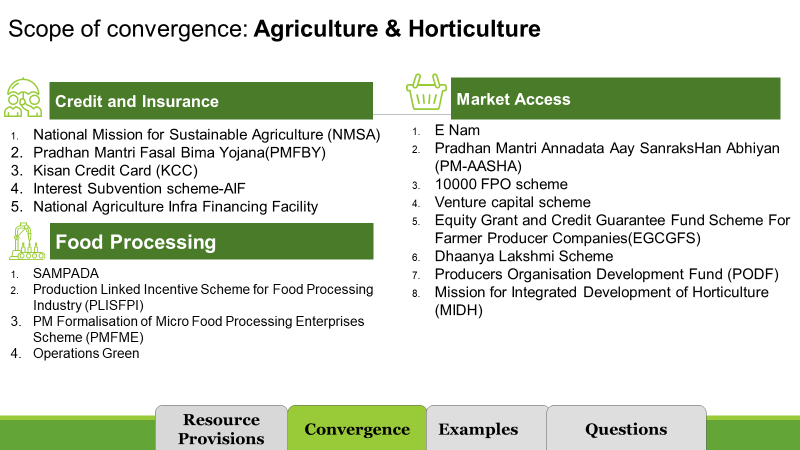 Scope of convergence: Agriculture & Horticulture
Credit and Insurance
1. National Mission for Sustainable Agriculture (NMSA)
2. Pradhan Mantri Fasal Bima Yojana(PMFBY)
3. Kisan Credit Card (KCC)
4. Interest Subvention scheme-AIF
5. National Agriculture Infra Financing Facility
Food Processing
1. SAMPADA
2. Production Linked Incentive Scheme for Food Processing
Industry (PLISFPI)
3. PM Formalisation of Micro Food Processing Enterprises
Scheme (PMFME)
4. Operations Green
Market Access
1. E Nam
2. Pradhan Mantri Annadata Aay SanraksHan Abhiyan
(PM-AASHA)
3. 10000 FPO scheme
4. Venture capital scheme
5. Equity Grant and Credit Guarantee Fund Scheme For
Farmer Producer Companies(EGCGFS)
6. Dhaanya Lakshmi Scheme
7. Producers Organisation Development Fund (PODF)
8. Mission for Integrated Development of Horticulture
(MIDH)
Resource
Provisions
Convergence
Examples
Questions